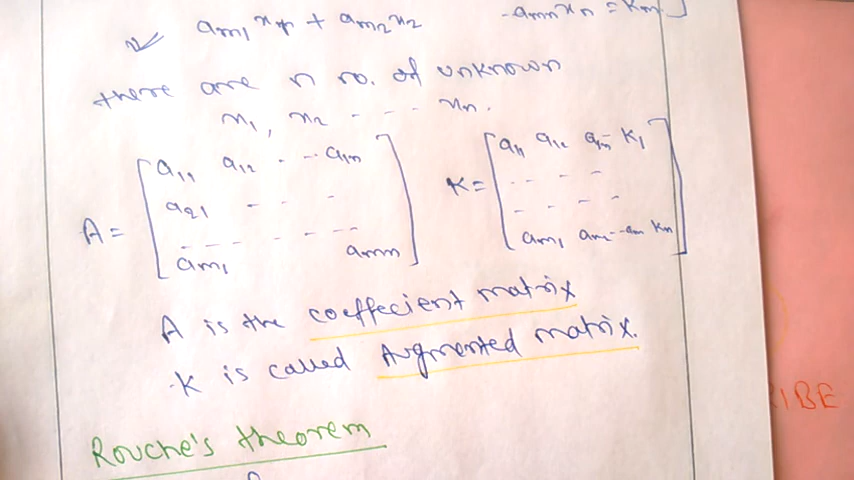 am1 x1 + am2 x2 - amn xn = km
there are n no. of unknown
x1, x2 - - - xn.
A = [ a11 a12 - - a1n
a21 - - -
- - - - - -
am1 amn ]
K = [ a11 a12 a1n k1
- - - -
- - - -
am1 am2 -- amn km ]
A is the coeffecient matrix
K is called Augmented matrix.
Rouche's theorem
IBE